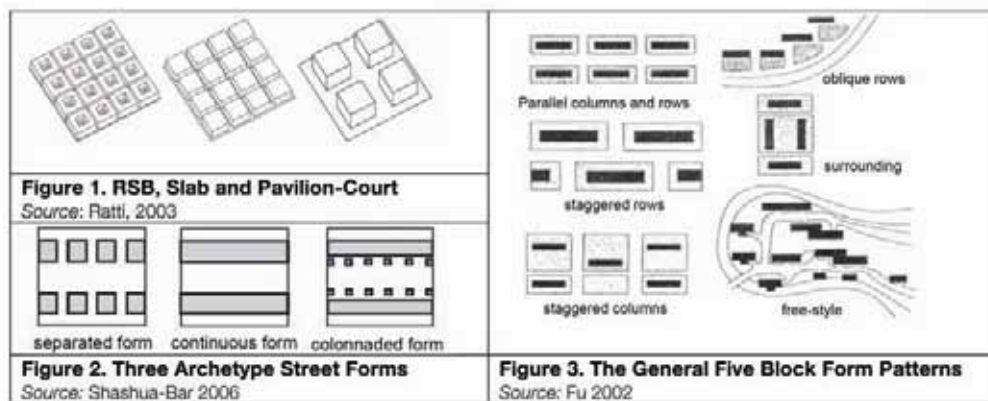 Figure 1. RSB, Slab and Pavilion-Court
Source: Ratti, 2003
separated form
continuous form
colonnaded form
Figure 2. Three Archetype Street Forms
Source: Shashua-Bar 2006
Parallel columns and rows
oblique rows
staggered rows
surrounding
staggered columns
free-style
Figure 3. The General Five Block Form Patterns
Source: Fu 2002